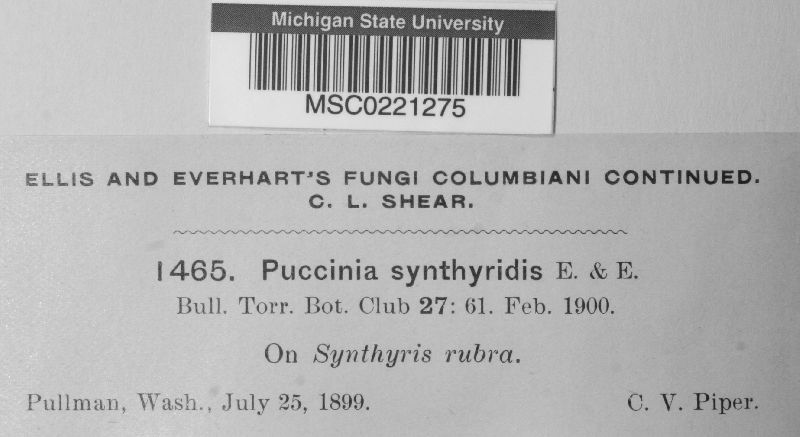 Michigan State University
MSC0221275
ELLIS AND EVERHART'S FUNGI COLUMBIANI CONTINUED.
C. L. SHEAR.
1465. Puccinia synthyridis E. & E.
Bull. Torr. Bot. Club 27: 61. Feb. 1900.
On Synthyris rubra.
Pullman, Wash., July 25, 1899. C. V. Piper.